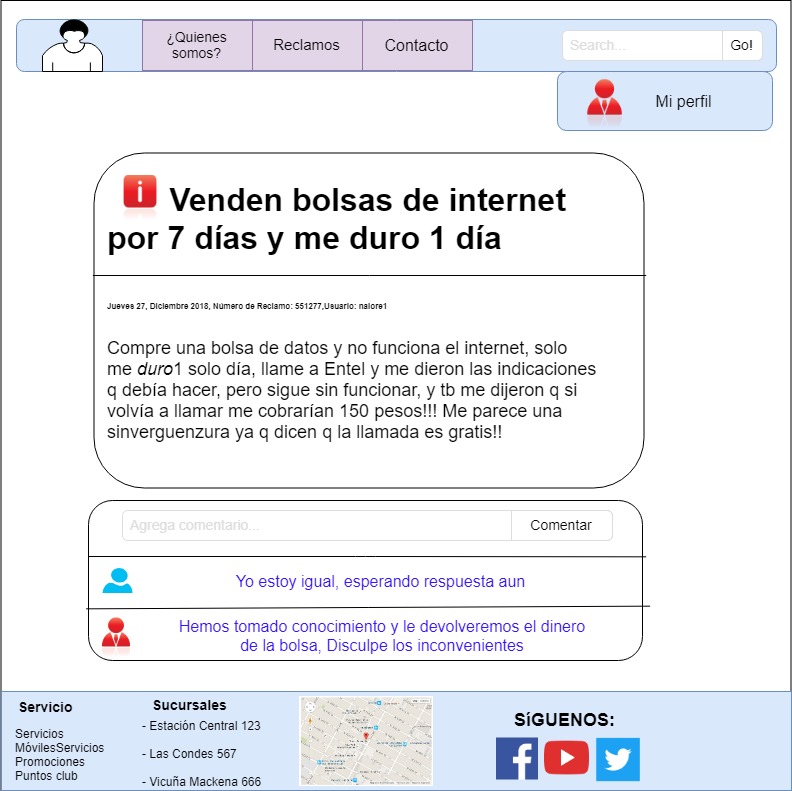 ¿Quienes
somos?
Reclamos
Contacto
Search...
Go!
Mi perfil
i Venden bolsas de internet
por 7 días y me duro 1 día
Jueves 27, Diciembre 2018, Número de Reclamo: 551277,Usuario: nalore1
Compre una bolsa de datos y no funciona el internet, solo
me duro1 solo día, llame a Entel y me dieron las indicaciones
q debía hacer, pero sigue sin funcionar, y tb me dijeron q si
volvía a llamar me cobrarían 150 pesos!!! Me parece una
sinverguenzura ya q dicen q la llamada es gratis!!
Agrega comentario...
Comentar
Yo estoy igual, esperando respuesta aun
Hemos tomado conocimiento y le devolveremos el dinero
de la bolsa, Disculpe los inconvenientes
Servicio
Servicios
MóvilesServicios
Promociones
Puntos club
Sucursales
- Estación Central 123
- Las Condes 567
- Vicuña Mackena 666
SíGUENOS: